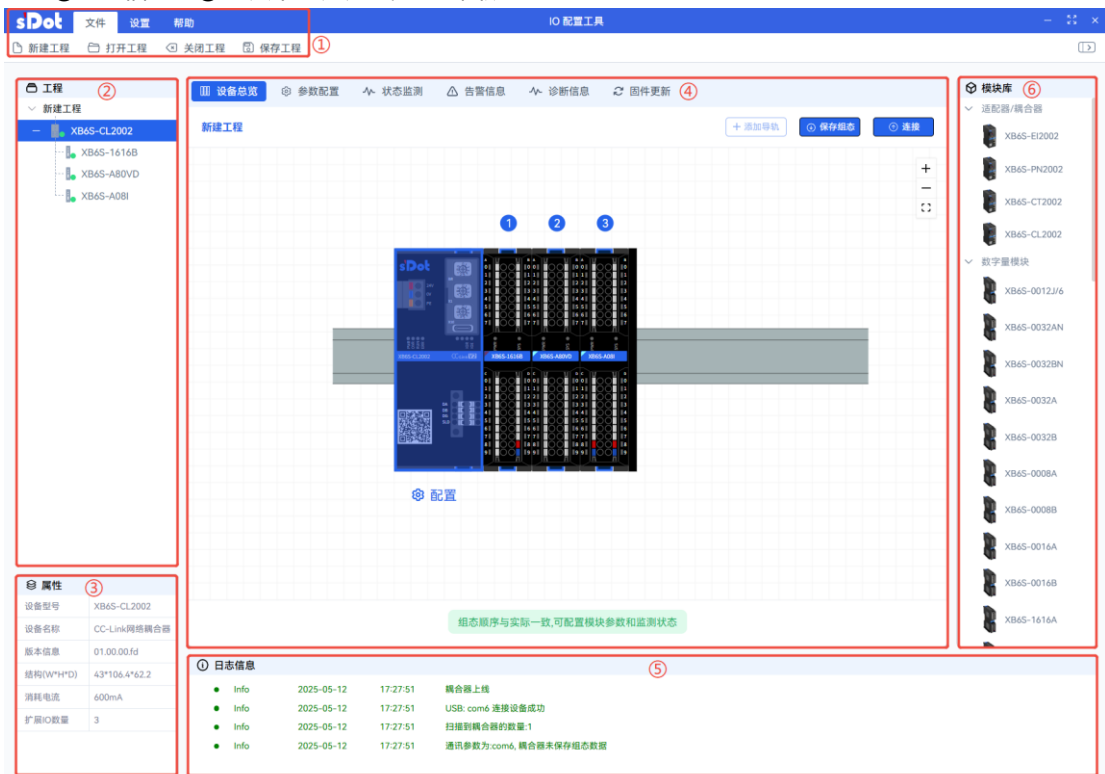 sDot 文件 设置 帮助 IO 配置工具
新建工程 打开工程 关闭工程 保存工程 ①
工程 ②
新建工程
XB6S-CL2002
XB6S-1616B
XB6S-A80VD
XB6S-A08I
属性 ③
设备型号 XB6S-CL2002
设备名称 CC-Link网络耦合器
版本信息 01.00.00.fd
结构(W*H*D) 43*106.4*62.2
消耗电流 600mA
扩展IO数量 3
设备总览 参数配置 状态监测 告警信息 诊断信息 固件更新 ④
新建工程 + 添加导轨 保存组态 连接
1 2 3
sDot
XB6S-CL2002 CC-Link XB6S-1616B XB6S-A80VD XB6S-A08I
配置
组态顺序与实际一致,可配置模块参数和监测状态
日志信息 ⑤
Info 2025-05-12 17:27:51 耦合器上线
Info 2025-05-12 17:27:51 USB: com6 连接设备成功
Info 2025-05-12 17:27:51 扫描到耦合器的数量:1
Info 2025-05-12 17:27:51 通讯参数为:com6, 耦合器未保存组态数据
模块库 ⑥
适配器/耦合器
XB6S-EI2002
XB6S-PN2002
XB6S-CT2002
XB6S-CL2002
数字量模块
XB6S-0012J/6
XB6S-0032AN
XB6S-0032BN
XB6S-0032A
XB6S-0032B
XB6S-0008A
XB6S-0008B
XB6S-0016A
XB6S-0016B
XB6S-1616A